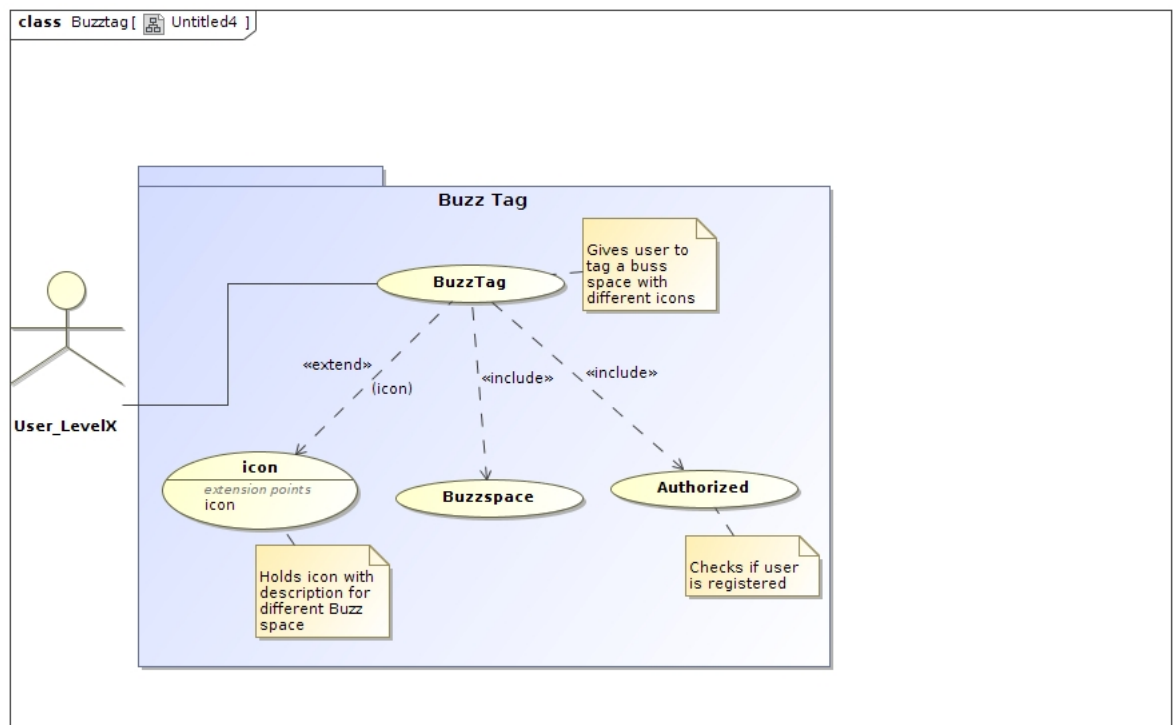 class Buzztag[ Untitled4 ]
Buzz Tag
Gives user to
tag a buss
space with
different icons
BuzzTag
«extend»
(icon)
«include»
«include»
User_LevelX
icon
extension points
icon
Buzzspace
Authorized
Holds icon with
description for
different Buzz
space
Checks if user
is registered